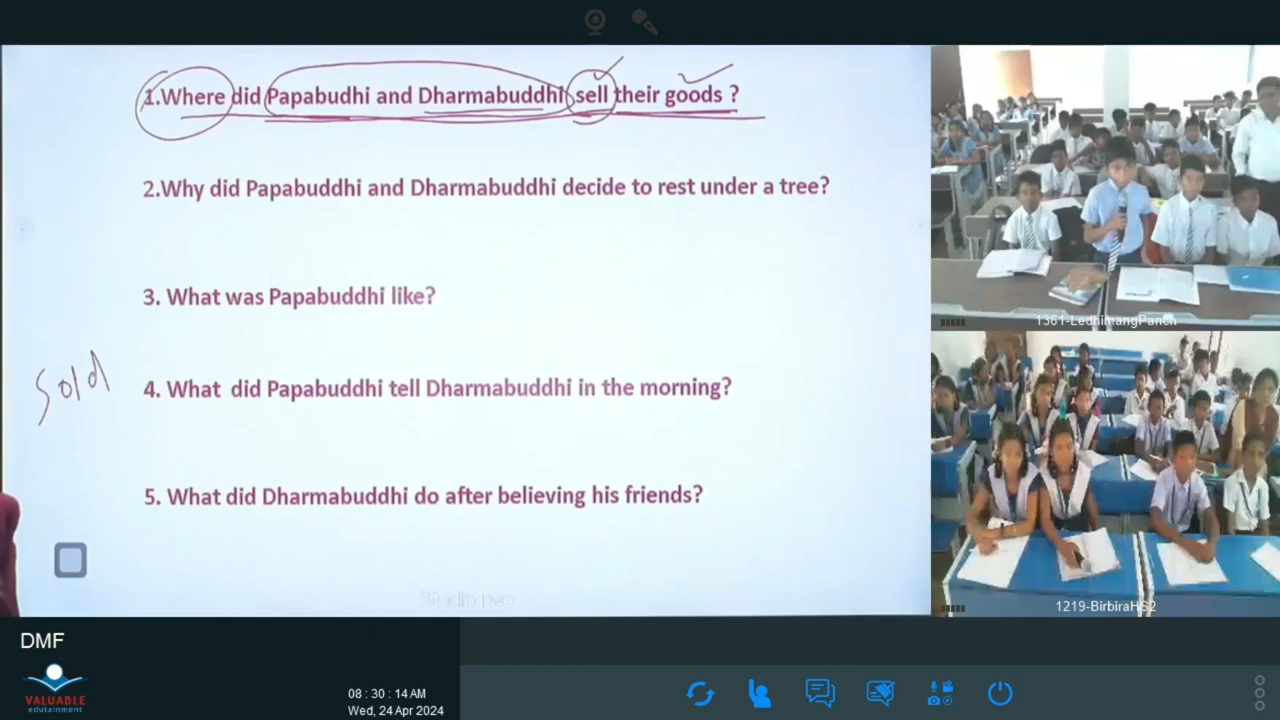 1.Where did Papabudhi and Dharmabuddhi sell their goods ?
2.Why did Papabuddhi and Dharmabuddhi decide to rest under a tree?
3. What was Papabuddhi like?
sold
4. What did Papabuddhi tell Dharmabuddhi in the morning?
5. What did Dharmabuddhi do after believing his friends?
Studio Two
1361-LedhimangPanch
1219-BirbiraHS2
DMF
VALUABLE
edutainment
08 : 30 : 14 AM
Wed, 24 Apr 2024